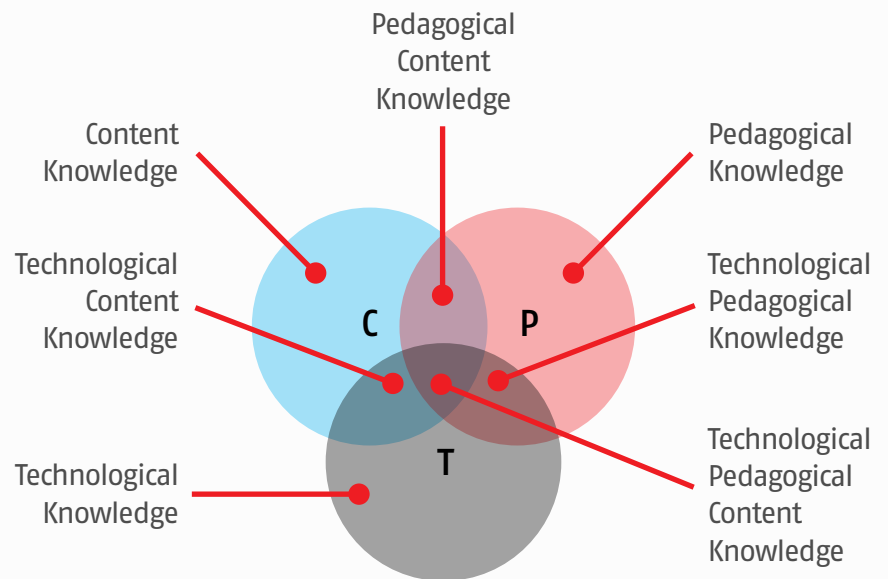 Pedagogical
Content
Knowledge
Content
Knowledge
Pedagogical
Knowledge
Technological
Content
Knowledge
C
P
Technological
Pedagogical
Knowledge
T
Technological
Knowledge
Technological
Pedagogical
Content
Knowledge